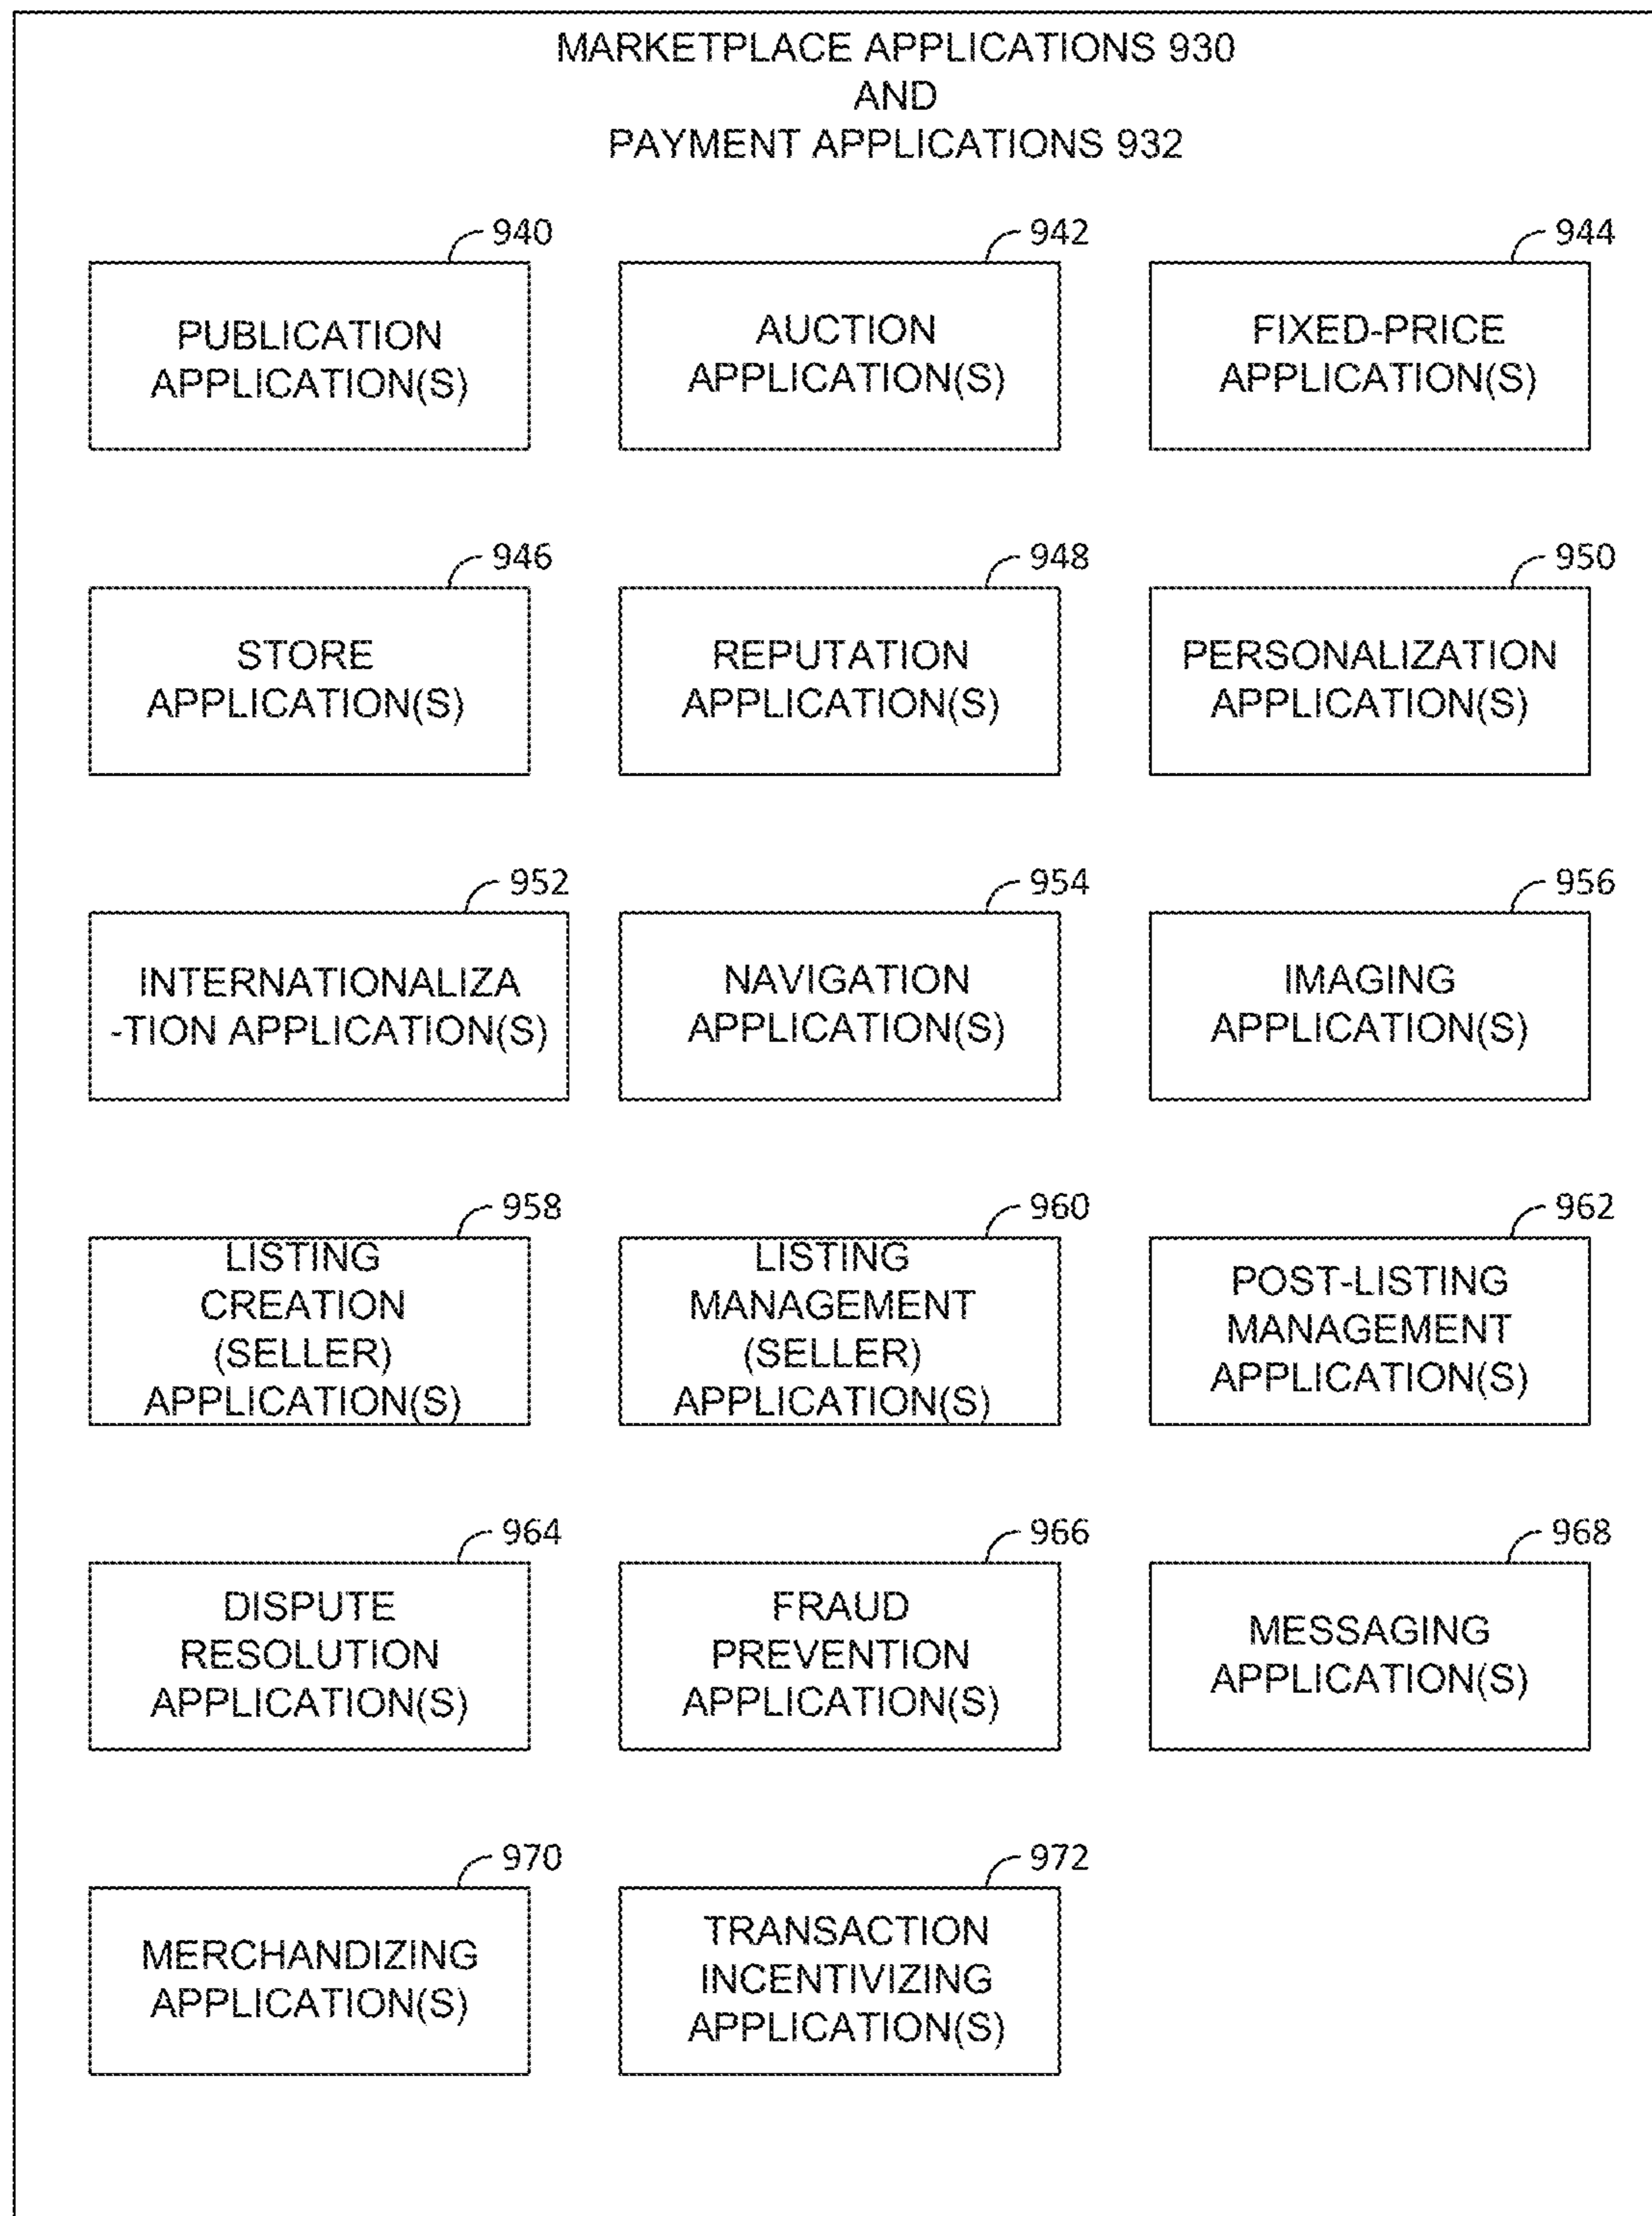 MARKETPLACE APPLICATIONS 930
AND
PAYMENT APPLICATIONS 932
940
PUBLICATION
APPLICATION(S)
942
AUCTION
APPLICATION(S)
944
FIXED-PRICE
APPLICATION(S)
946
STORE
APPLICATION(S)
948
REPUTATION
APPLICATION(S)
950
PERSONALIZATION
APPLICATION(S)
952
INTERNATIONALIZA
-TION APPLICATION(S)
954
NAVIGATION
APPLICATION(S)
956
IMAGING
APPLICATION(S)
958
LISTING
CREATION
(SELLER)
APPLICATION(S)
960
LISTING
MANAGEMENT
(SELLER)
APPLICATION(S)
962
POST-LISTING
MANAGEMENT
APPLICATION(S)
964
DISPUTE
RESOLUTION
APPLICATION(S)
966
FRAUD
PREVENTION
APPLICATION(S)
968
MESSAGING
APPLICATION(S)
970
MERCHANDIZING
APPLICATION(S)
972
TRANSACTION
INCENTIVIZING
APPLICATION(S)